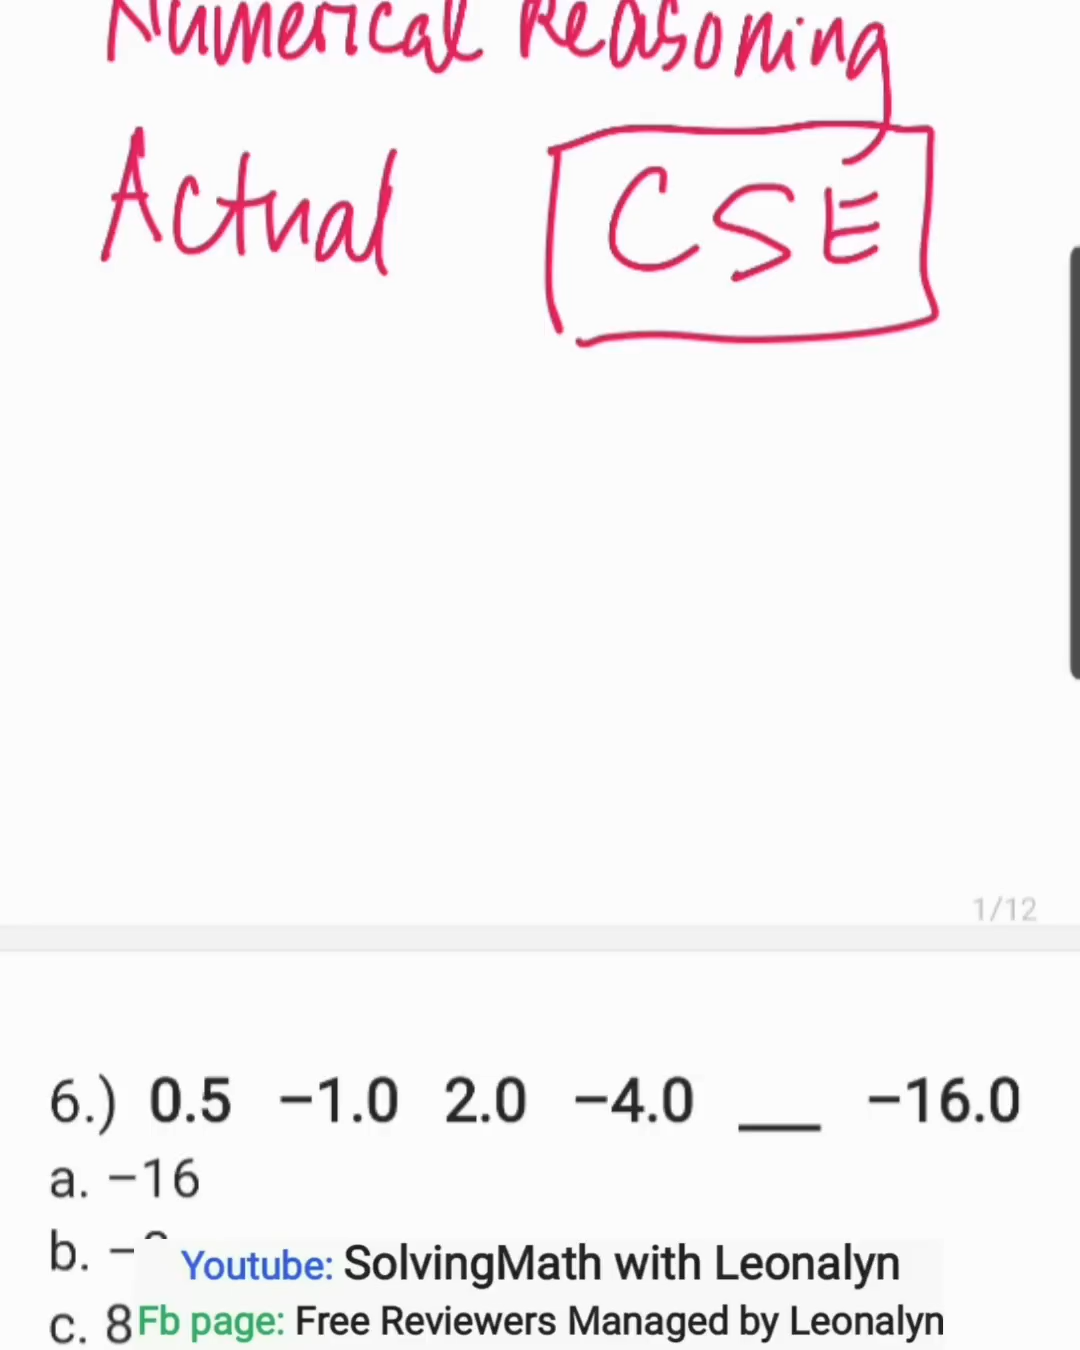 Numerical Reasoning
Actual CSE
1/12
6.) 0.5 −1.0 2.0 −4.0 ___ −16.0
a. −16
b. −
Youtube: SolvingMath with Leonalyn
c. 8
Fb page: Free Reviewers Managed by Leonalyn